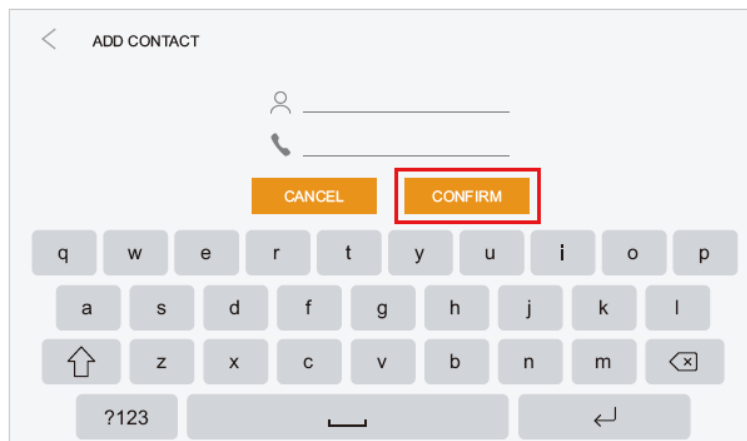 ADD CONTACT
CANCEL CONFIRM
q w e r t y u i o p
a s d f g h j k l
z x c v b n m
?123